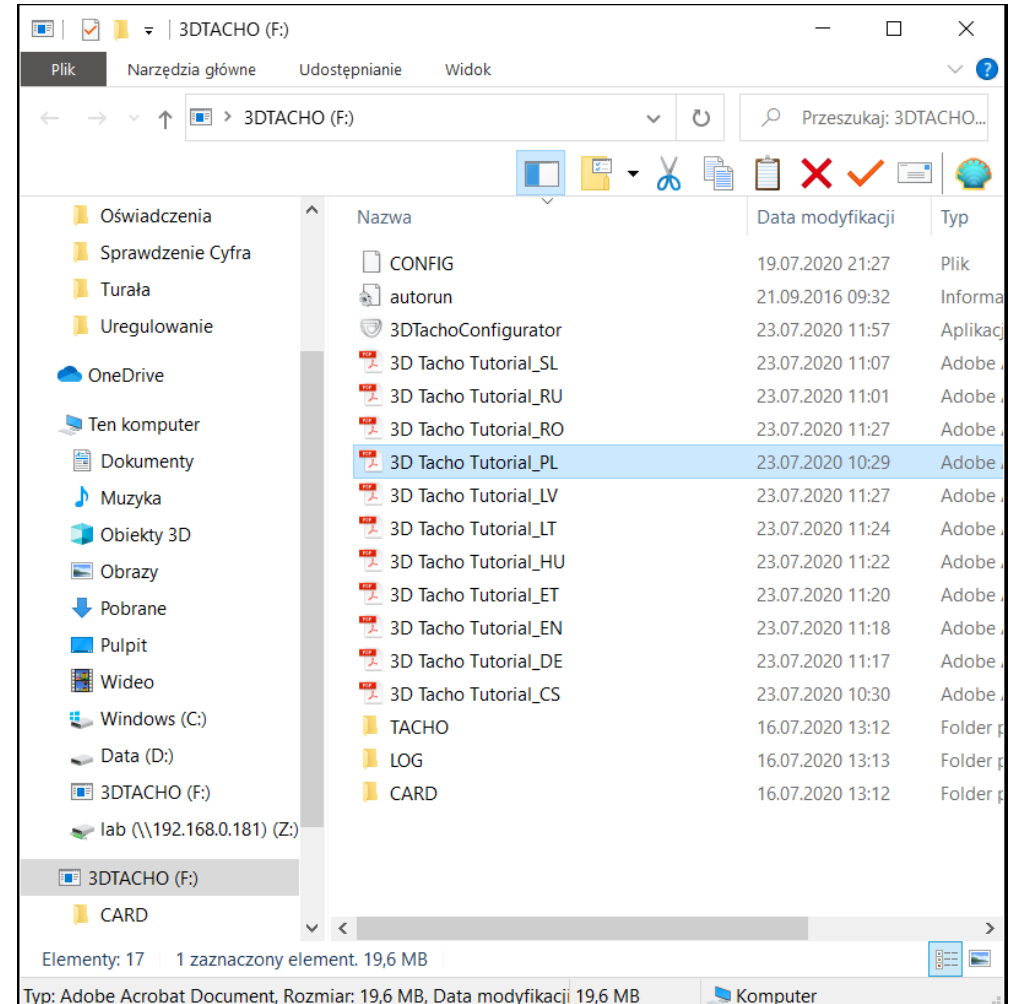 3DTACHO (F:)
Plik Narzędzia główne Udostępnianie Widok
3DTACHO (F:) Przeszukaj: 3DTACHO...
Oświadczenia
Sprawdzenie Cyfra
Turała
Uregulowanie
OneDrive
Ten komputer
Dokumenty
Muzyka
Obiekty 3D
Obrazy
Pobrane
Pulpit
Wideo
Windows (C:)
Data (D:)
3DTACHO (F:)
lab (\\192.168.0.181) (Z:)
3DTACHO (F:)
CARD
Nazwa Data modyfikacji Typ
CONFIG 19.07.2020 21:27 Plik
autorun 21.09.2016 09:32 Informa
3DTachoConfigurator 23.07.2020 11:57 Aplikacj
3D Tacho Tutorial_SL 23.07.2020 11:07 Adobe
3D Tacho Tutorial_RU 23.07.2020 11:01 Adobe
3D Tacho Tutorial_RO 23.07.2020 11:27 Adobe
3D Tacho Tutorial_PL 23.07.2020 10:29 Adobe
3D Tacho Tutorial_LV 23.07.2020 11:27 Adobe
3D Tacho Tutorial_LT 23.07.2020 11:24 Adobe
3D Tacho Tutorial_HU 23.07.2020 11:22 Adobe
3D Tacho Tutorial_ET 23.07.2020 11:20 Adobe
3D Tacho Tutorial_EN 23.07.2020 11:18 Adobe
3D Tacho Tutorial_DE 23.07.2020 11:17 Adobe
3D Tacho Tutorial_CS 23.07.2020 10:30 Adobe
TACHO 16.07.2020 13:12 Folder p
LOG 16.07.2020 13:13 Folder p
CARD 16.07.2020 13:12 Folder p
Elementy: 17 1 zaznaczony element. 19,6 MB
Typ: Adobe Acrobat Document, Rozmiar: 19,6 MB, Data modyfikacji 19,6 MB Komputer